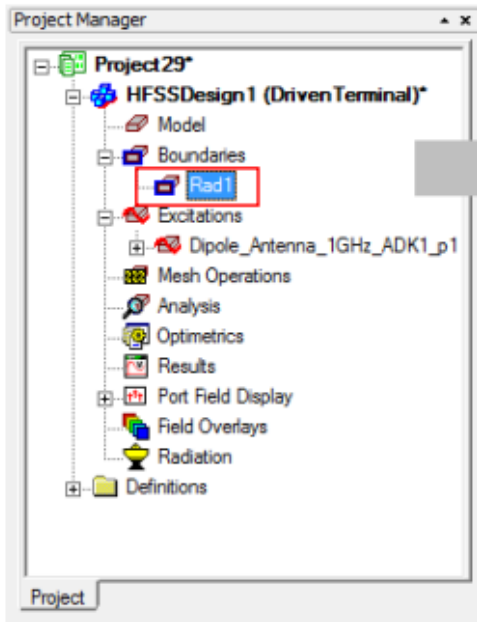 Project Manager
Project29*
HFSSDesign1 (DrivenTerminal)*
Model
Boundaries
Rad1
Excitations
Dipole_Antenna_1GHz_ADK1_p1
Mesh Operations
Analysis
Optimetrics
Results
Port Field Display
Field Overlays
Radiation
Definitions
Project